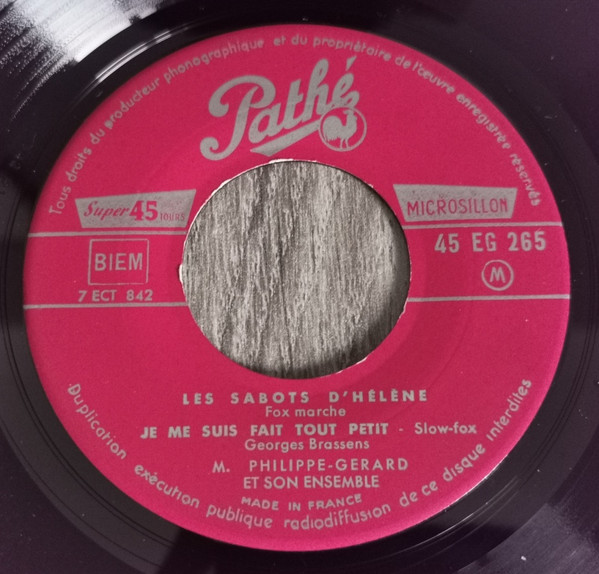 Tous droits du producteur phonographique et du propriétaire de l'œuvre enregistrée réservés
Pathé
Super 45 TOURS
MICROSILLON
BIEM
45 EG 265
7 ECT 842
M
LES SABOTS D'HÉLÈNE
Fox marche
JE ME SUIS FAIT TOUT PETIT - Slow-fox
Georges Brassens
M. PHILIPPE-GERARD
ET SON ENSEMBLE
MADE IN FRANCE
Duplication exécution publique radiodiffusion de ce disque interdites